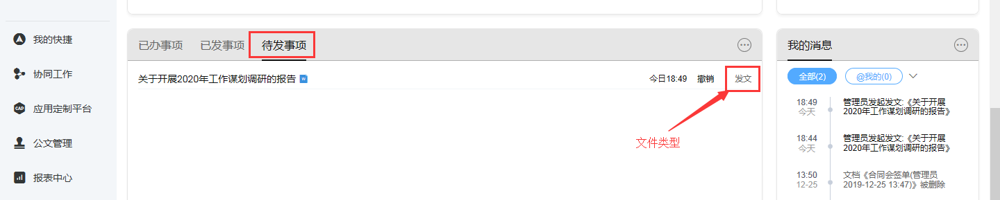 我的快捷
协同工作
CAP
应用定制平台
公文管理
报表中心
已办事项 已发事项 待发事项
关于开展2020年工作谋划调研的报告 W 今日18:49 撤销 发文
文件类型
我的消息
全部(2) @我的(0)
18:49
今天
管理员发起发文:《关于开展
2020年工作谋划调研的报告》
18:44
今天
管理员发起发文:《关于开展
2020年工作谋划调研的报告》
13:50
12-25
文档《合同会签单(管理员
2019-12-25 13:47)》被删除